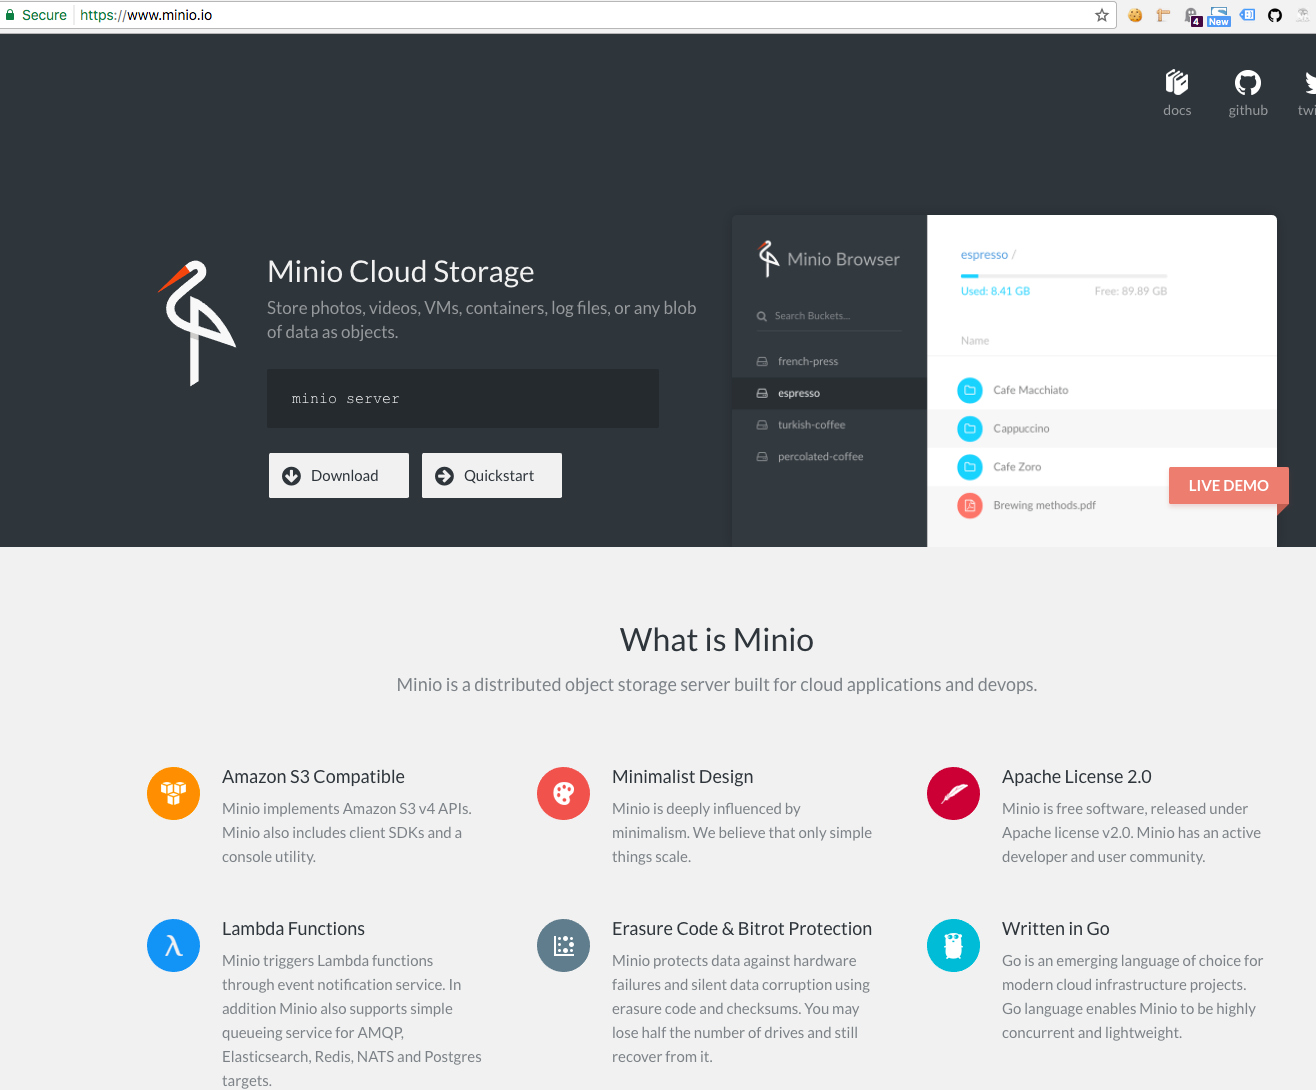 Secure https://www.minio.io
4
New
docs github
Minio Cloud Storage
Store photos, videos, VMs, containers, log files, or any blob
of data as objects.
minio server
Download Quickstart
Minio Browser
Search Buckets...
french-press
espresso
turkish-coffee
percolated-coffee
espresso /
Used: 8.41 GB Free: 89.89 GB
Name
Cafe Macchiato
Cappuccino
Cafe Zoro
Brewing methods.pdf
LIVE DEMO
What is Minio
Minio is a distributed object storage server built for cloud applications and devops.
Amazon S3 Compatible
Minio implements Amazon S3 v4 APIs.
Minio also includes client SDKs and a
console utility.
Minimalist Design
Minio is deeply influenced by
minimalism. We believe that only simple
things scale.
Apache License 2.0
Minio is free software, released under
Apache license v2.0. Minio has an active
developer and user community.
Lambda Functions
Minio triggers Lambda functions
through event notification service. In
addition Minio also supports simple
queueing service for AMQP,
Elasticsearch, Redis, NATS and Postgres
targets.
Erasure Code & Bitrot Protection
Minio protects data against hardware
failures and silent data corruption using
erasure code and checksums. You may
lose half the number of drives and still
recover from it.
Written in Go
Go is an emerging language of choice for
modern cloud infrastructure projects.
Go language enables Minio to be highly
concurrent and lightweight.